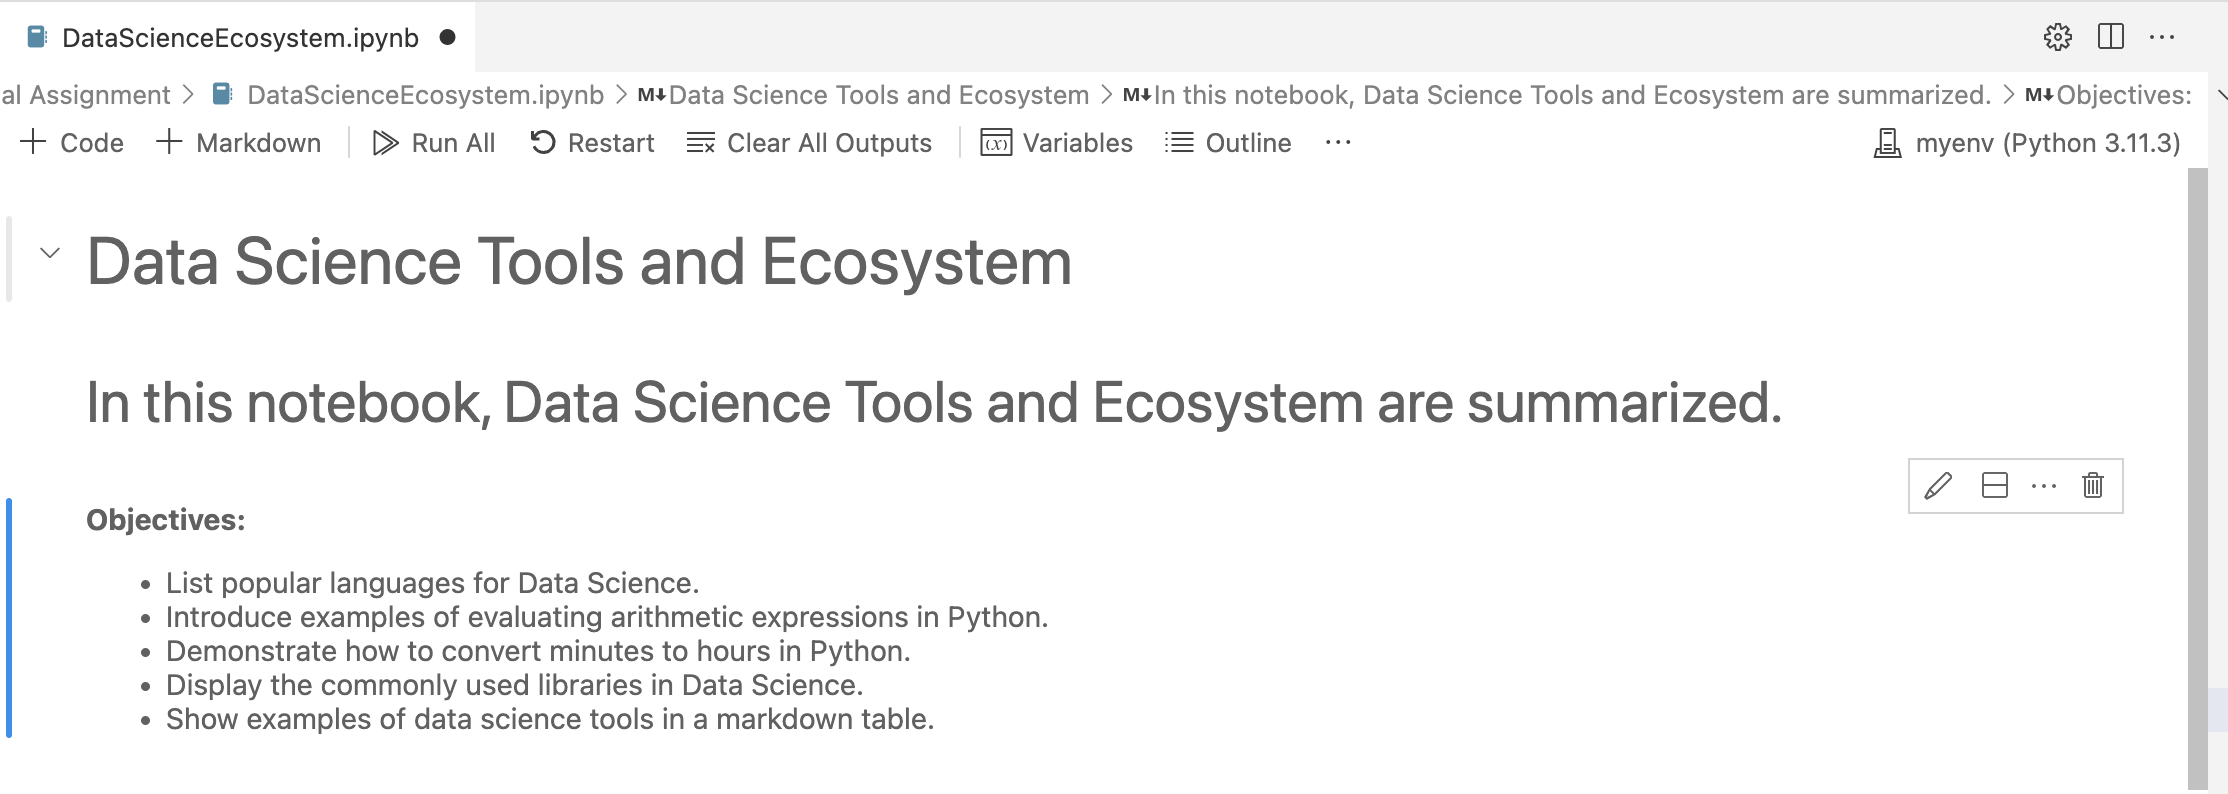 DataScienceEcosystem.ipynb
al Assignment > DataScienceEcosystem.ipynb > M↓Data Science Tools and Ecosystem > M↓In this notebook, Data Science Tools and Ecosystem are summarized. > M↓Objectives:
+ Code + Markdown | Run All Restart Clear All Outputs | (x) Variables Outline ... myenv (Python 3.11.3)
Data Science Tools and Ecosystem
In this notebook, Data Science Tools and Ecosystem are summarized.
Objectives:
• List popular languages for Data Science.
• Introduce examples of evaluating arithmetic expressions in Python.
• Demonstrate how to convert minutes to hours in Python.
• Display the commonly used libraries in Data Science.
• Show examples of data science tools in a markdown table.